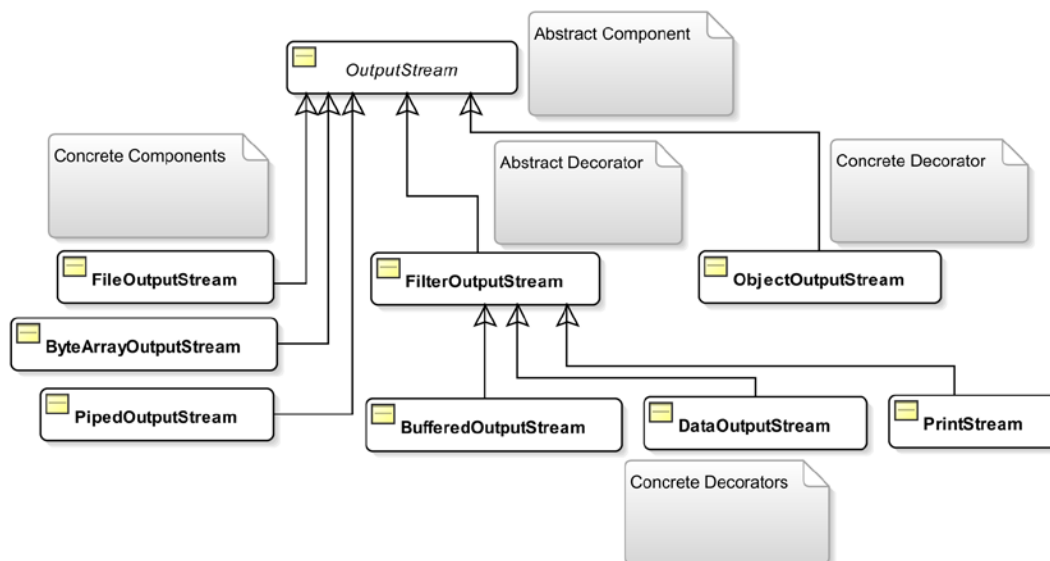 Abstract Component
OutputStream
Concrete Components
Abstract Decorator
Concrete Decorator
FileOutputStream
FilterOutputStream
ObjectOutputStream
ByteArrayOutputStream
PipedOutputStream
BufferedOutputStream
DataOutputStream
PrintStream
Concrete Decorators